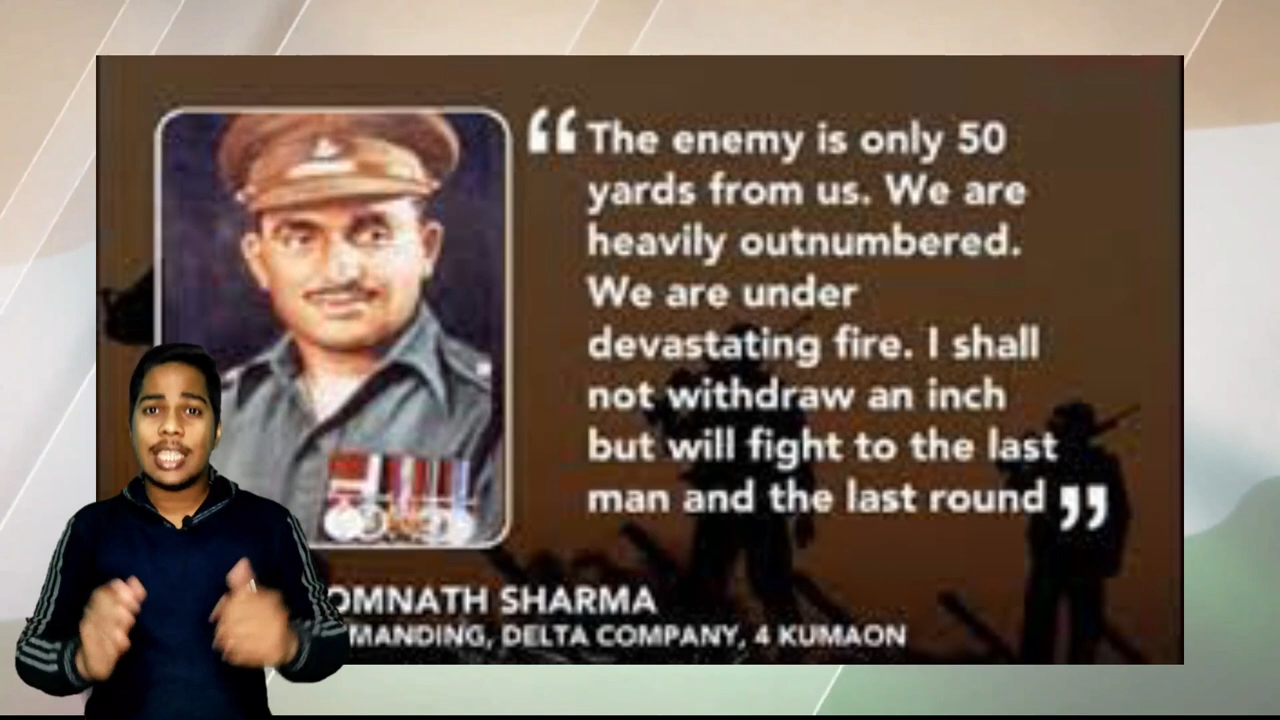 “The enemy is only 50
yards from us. We are
heavily outnumbered.
We are under
devastating fire. I shall
not withdraw an inch
but will fight to the last
man and the last round”
OMNATH SHARMA
MANDING, DELTA COMPANY, 4 KUMAON